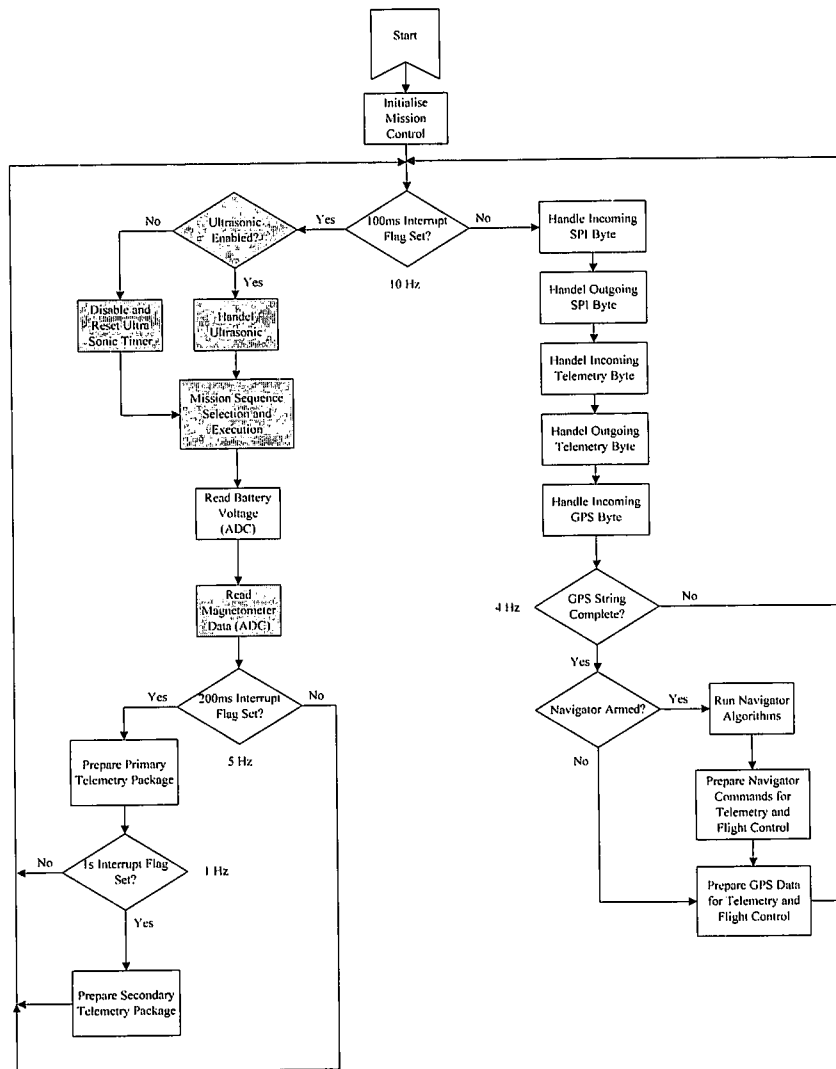 Start
Initialise
Mission
Control
100ms Interrupt
Flag Set?
Yes
No
10 Hz
Ultrasonic
Enabled?
No
Yes
Disable and
Reset Ultra
Sonic Timer
Handel
Ultrasonic
Mission Sequence
Selection and
Execution
Read Battery
Voltage
(ADC)
Read
Magnetometer
Data (ADC)
200ms Interrupt
Flag Set?
Yes
No
5 Hz
Prepare Primary
Telemetry Package
1s Interrupt Flag
Set?
No
1 Hz
Yes
Prepare Secondary
Telemetry Package
Handle Incoming
SPI Byte
Handel Outgoing
SPI Byte
Handel Incoming
Telemetry Byte
Handel Outgoing
Telemetry Byte
Handle Incoming
GPS Byte
4 Hz
GPS String
Complete?
No
Yes
Navigator Armed?
Yes
No
Run Navigator
Algorithms
Prepare Navigator
Commands for
Telemetry and
Flight Control
Prepare GPS Data
for Telemetry and
Flight Control